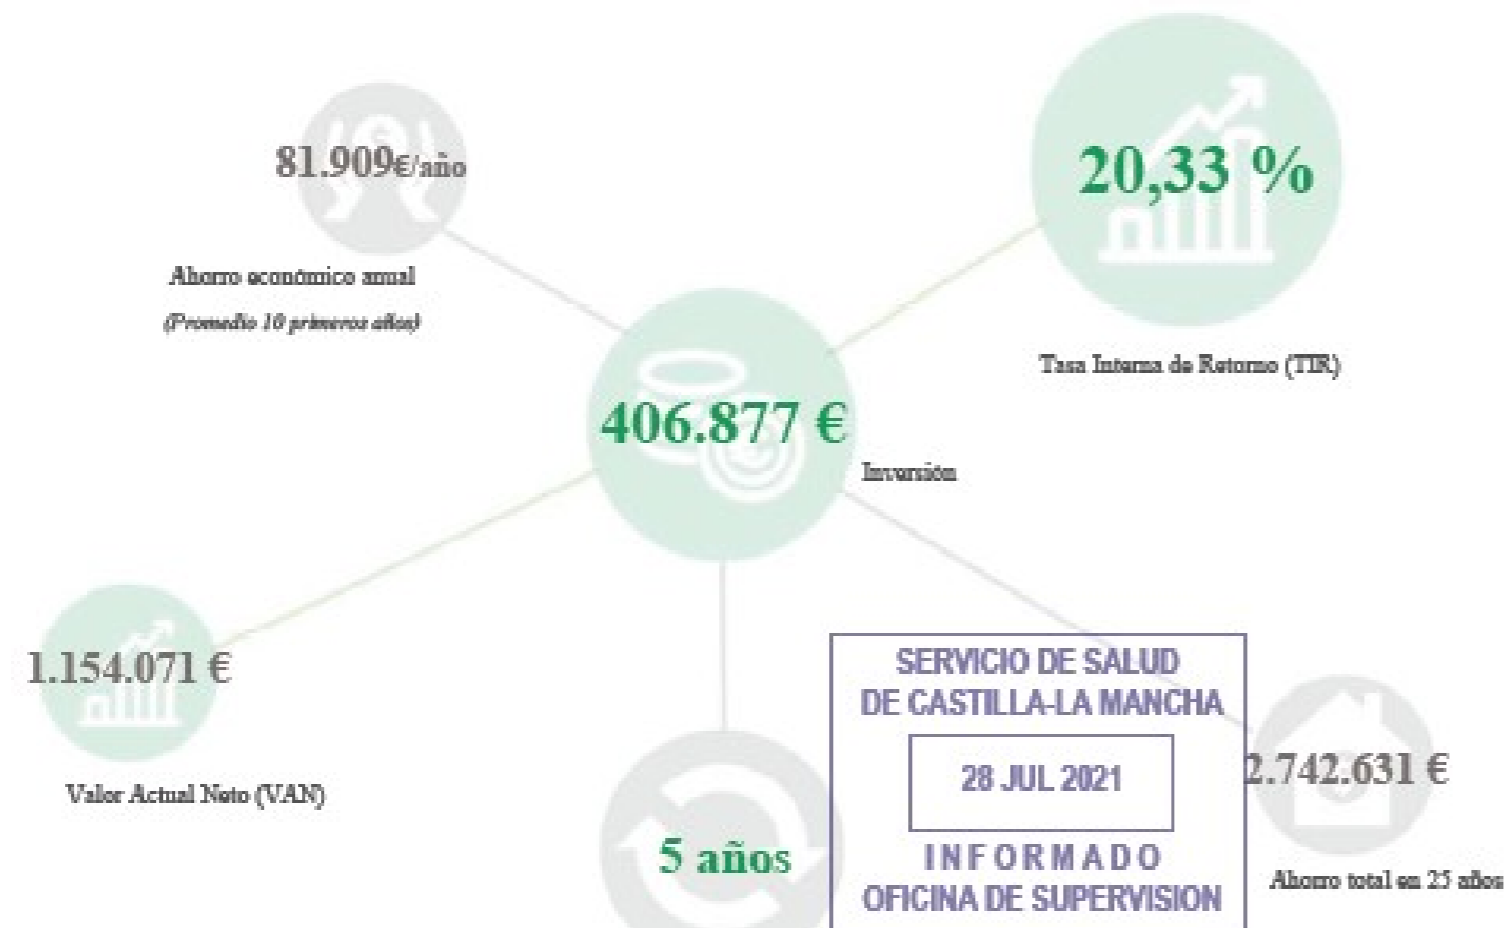 81.909€/año
Ahorro económico anual
(Promedio 10 primeros años)
20,33 %
Tasa Interna de Retorno (TIR)
406.877 €
Inversión
1.154.071 €
Valor Actual Neto (VAN)
5 años
SERVICIO DE SALUD
DE CASTILLA-LA MANCHA
28 JUL 2021
INFORMADO
OFICINA DE SUPERVISION
2.742.631 €
Ahorro total en 25 años